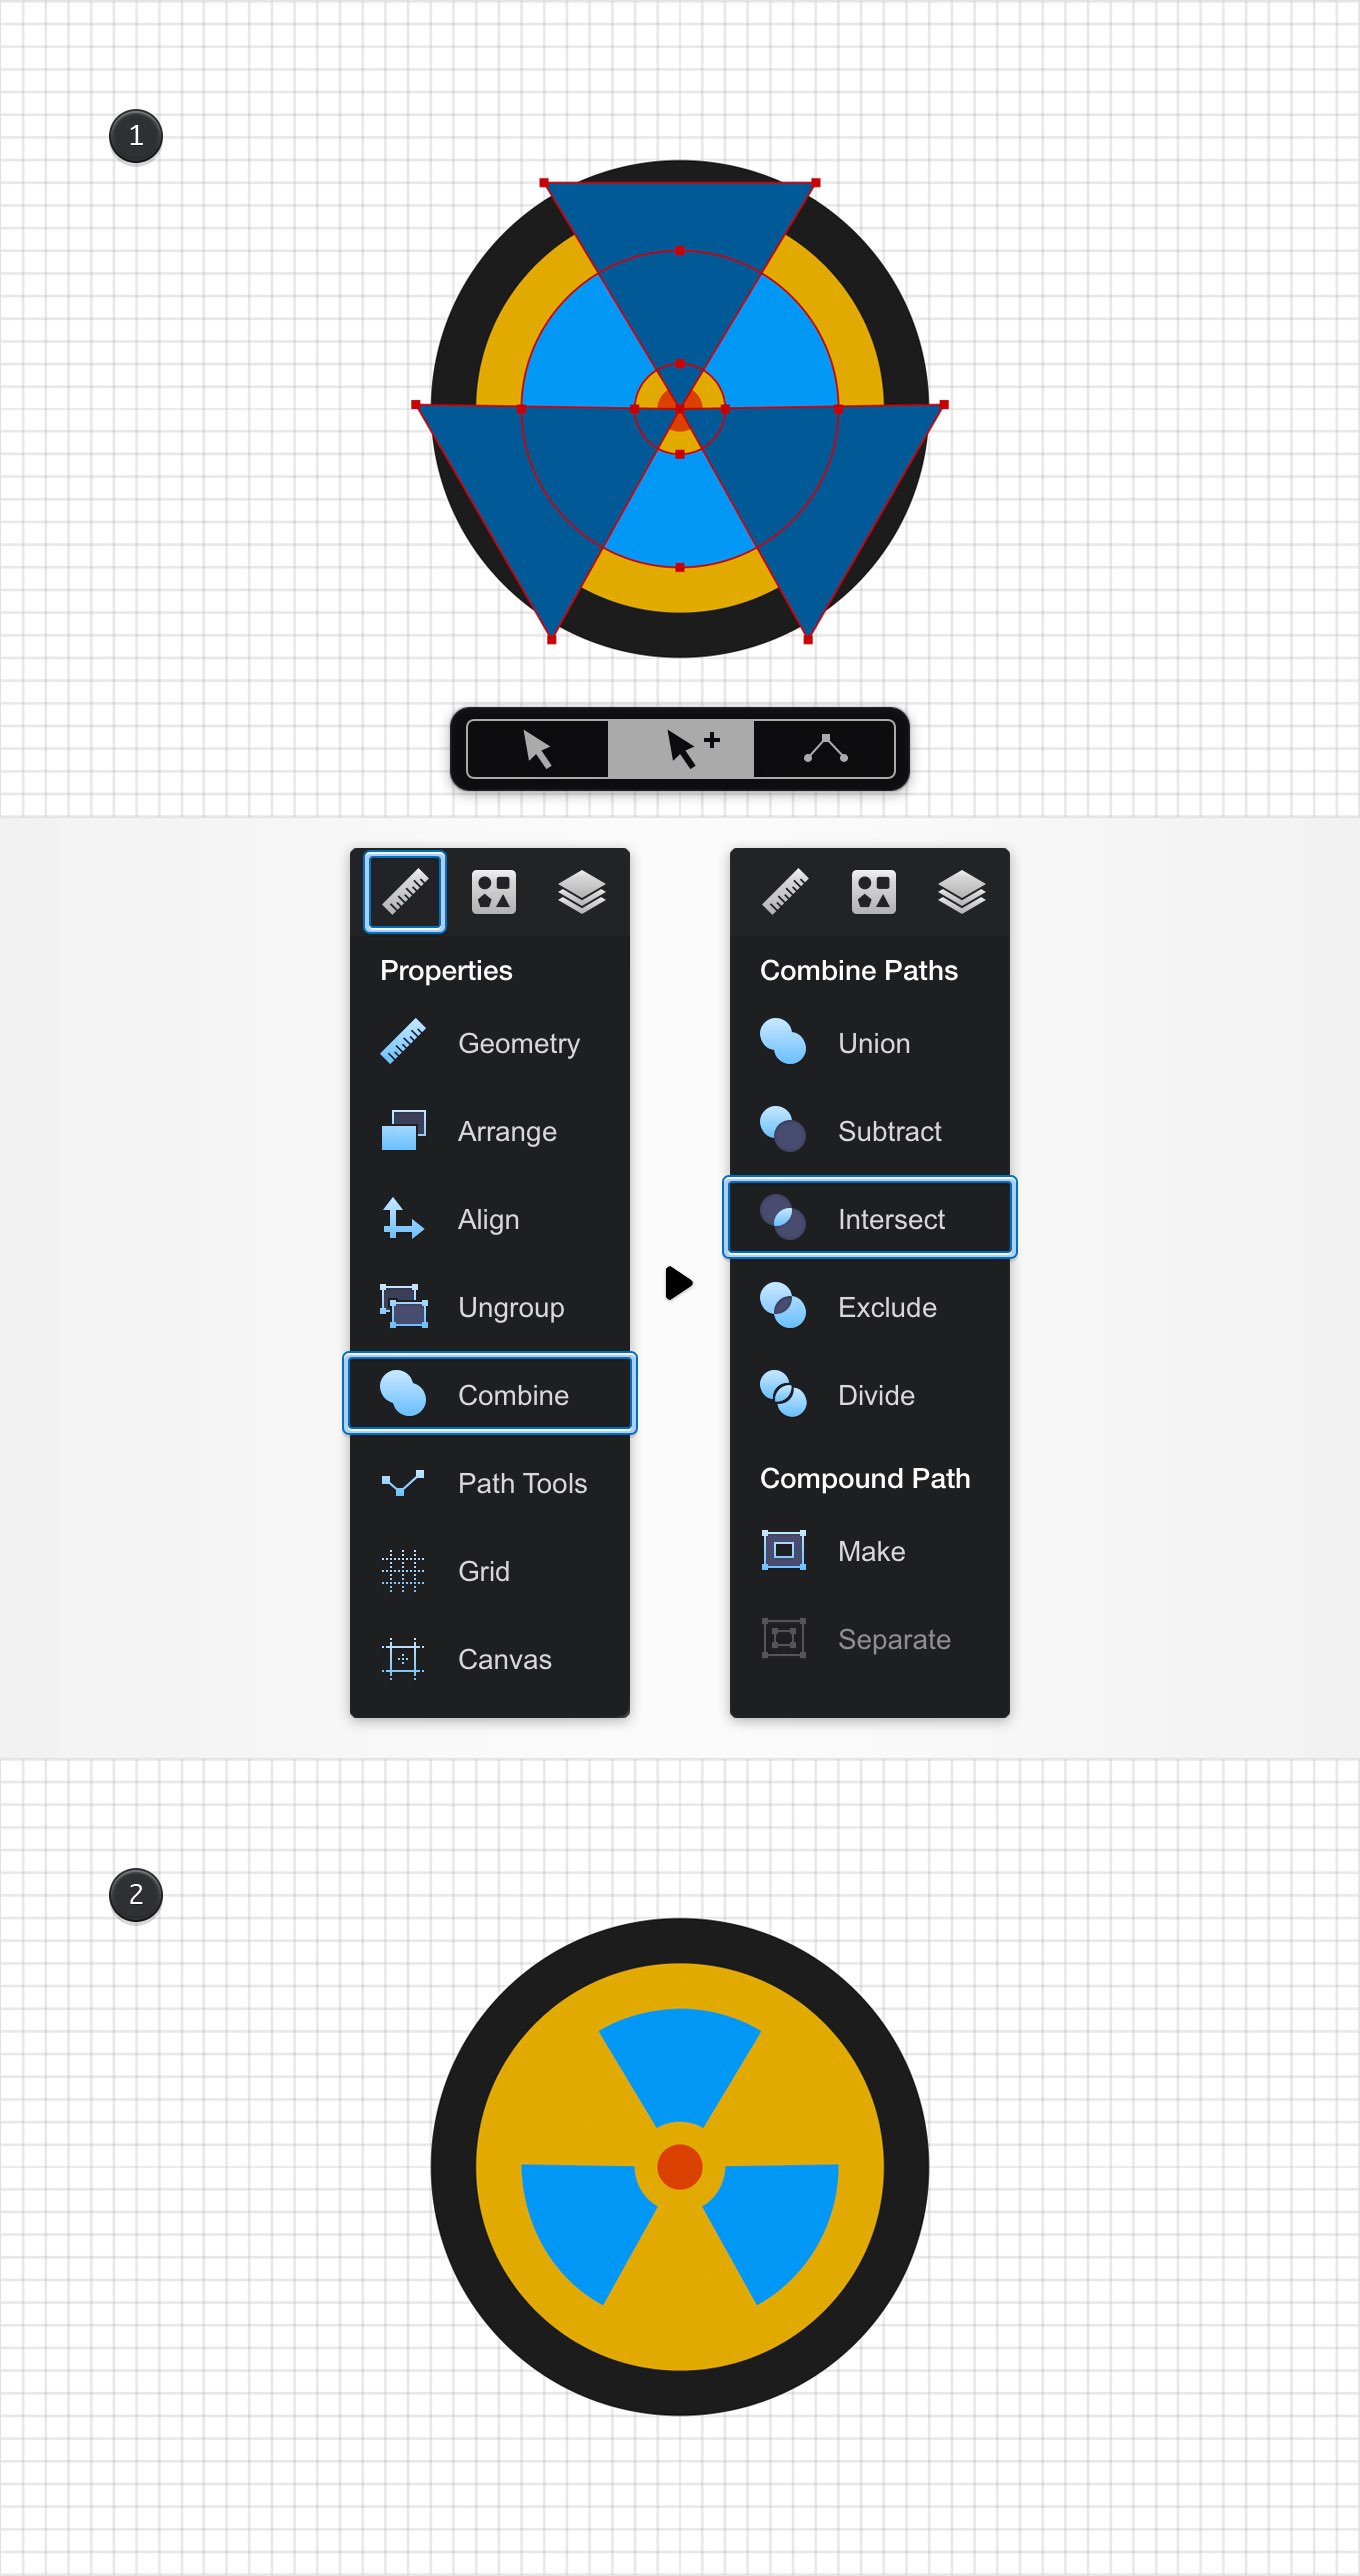 1
Properties
Geometry
Arrange
Align
Ungroup
Combine
Path Tools
Grid
Canvas
Combine Paths
Union
Subtract
Intersect
Exclude
Divide
Compound Path
Make
Separate
2